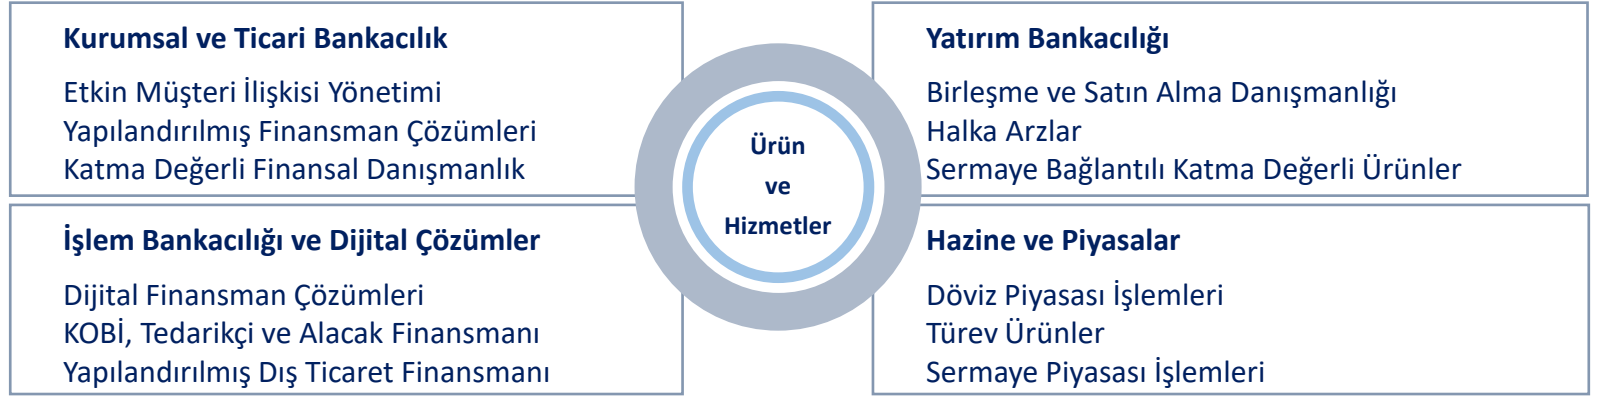 Kurumsal ve Ticari Bankacılık
Etkin Müşteri İlişkisi Yönetimi
Yapılandırılmış Finansman Çözümleri
Katma Değerli Finansal Danışmanlık
Yatırım Bankacılığı
Birleşme ve Satın Alma Danışmanlığı
Halka Arzlar
Sermaye Bağlantılı Katma Değerli Ürünler
Ürün
ve
Hizmetler
İşlem Bankacılığı ve Dijital Çözümler
Dijital Finansman Çözümleri
KOBİ, Tedarikçi ve Alacak Finansmanı
Yapılandırılmış Dış Ticaret Finansmanı
Hazine ve Piyasalar
Döviz Piyasası İşlemleri
Türev Ürünler
Sermaye Piyasası İşlemleri